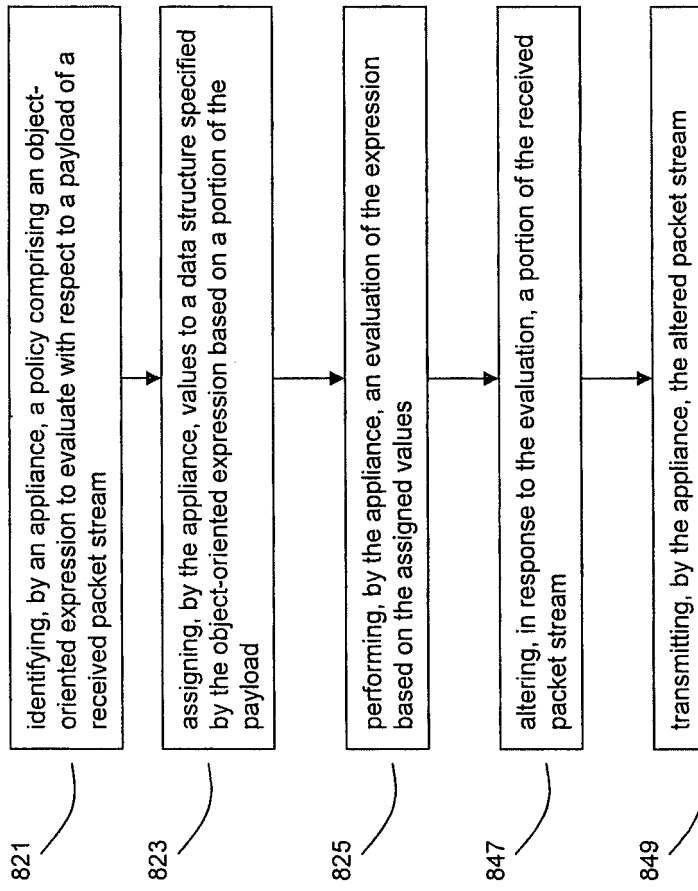 821
identifying, by an appliance, a policy comprising an object-
oriented expression to evaluate with respect to a payload of a
received packet stream
823
assigning, by the appliance, values to a data structure specified
by the object-oriented expression based on a portion of the
payload
825
performing, by the appliance, an evaluation of the expression
based on the assigned values
847
altering, in response to the evaluation, a portion of the received
packet stream
849
transmitting, by the appliance, the altered packet stream